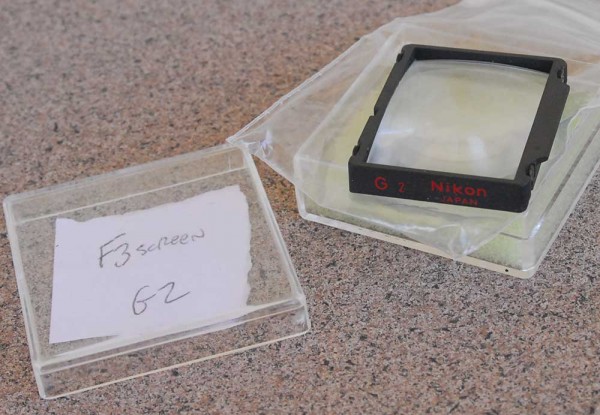 F3 screen
G2
G 2 Nikon
JAPAN